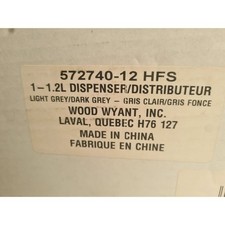 572740-12 HFS
1-1.2L DISPENSER/DISTRIBUTEUR
LIGHT GREY/DARK GREY - GRIS CLAIR/GRIS FONCE
WOOD WYANT, INC.
LAVAL, QUEBEC H76 127
MADE IN CHINA
FABRIQUE EN CHINE